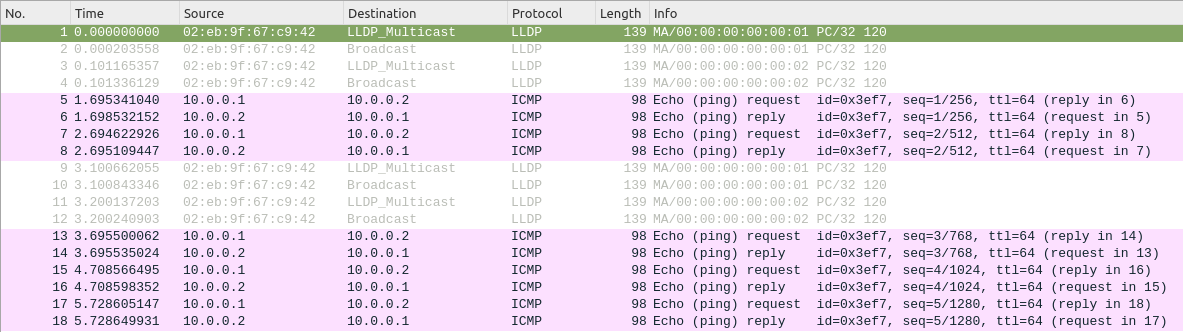 No. Time Source Destination Protocol Length Info
1 0.000000000 02:eb:9f:67:c9:42 LLDP_Multicast LLDP 139 MA/00:00:00:00:00:01 PC/32 120
2 0.000203558 02:eb:9f:67:c9:42 Broadcast LLDP 139 MA/00:00:00:00:00:01 PC/32 120
3 0.101165357 02:eb:9f:67:c9:42 LLDP_Multicast LLDP 139 MA/00:00:00:00:00:02 PC/32 120
4 0.101336129 02:eb:9f:67:c9:42 Broadcast LLDP 139 MA/00:00:00:00:00:02 PC/32 120
5 1.695341040 10.0.0.1 10.0.0.2 ICMP 98 Echo (ping) request id=0x3ef7, seq=1/256, ttl=64 (reply in 6)
6 1.698532152 10.0.0.2 10.0.0.1 ICMP 98 Echo (ping) reply id=0x3ef7, seq=1/256, ttl=64 (request in 5)
7 2.694622926 10.0.0.1 10.0.0.2 ICMP 98 Echo (ping) request id=0x3ef7, seq=2/512, ttl=64 (reply in 8)
8 2.695109447 10.0.0.2 10.0.0.1 ICMP 98 Echo (ping) reply id=0x3ef7, seq=2/512, ttl=64 (request in 7)
9 3.100662055 02:eb:9f:67:c9:42 LLDP_Multicast LLDP 139 MA/00:00:00:00:00:01 PC/32 120
10 3.100843346 02:eb:9f:67:c9:42 Broadcast LLDP 139 MA/00:00:00:00:00:01 PC/32 120
11 3.200137203 02:eb:9f:67:c9:42 LLDP_Multicast LLDP 139 MA/00:00:00:00:00:02 PC/32 120
12 3.200240903 02:eb:9f:67:c9:42 Broadcast LLDP 139 MA/00:00:00:00:00:02 PC/32 120
13 3.695500062 10.0.0.1 10.0.0.2 ICMP 98 Echo (ping) request id=0x3ef7, seq=3/768, ttl=64 (reply in 14)
14 3.695535024 10.0.0.2 10.0.0.1 ICMP 98 Echo (ping) reply id=0x3ef7, seq=3/768, ttl=64 (request in 13)
15 4.708566495 10.0.0.1 10.0.0.2 ICMP 98 Echo (ping) request id=0x3ef7, seq=4/1024, ttl=64 (reply in 16)
16 4.708598352 10.0.0.2 10.0.0.1 ICMP 98 Echo (ping) reply id=0x3ef7, seq=4/1024, ttl=64 (request in 15)
17 5.728605147 10.0.0.1 10.0.0.2 ICMP 98 Echo (ping) request id=0x3ef7, seq=5/1280, ttl=64 (reply in 18)
18 5.728649931 10.0.0.2 10.0.0.1 ICMP 98 Echo (ping) reply id=0x3ef7, seq=5/1280, ttl=64 (request in 17)